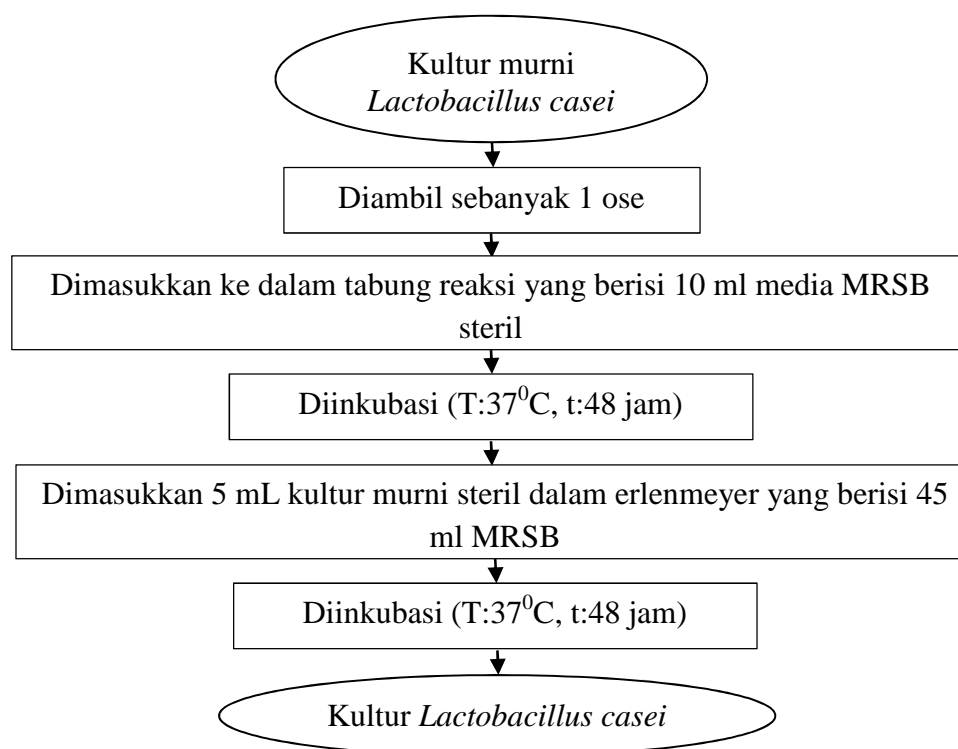 Kultur murni
Lactobacillus casei
Diambil sebanyak 1 ose
Dimasukkan ke dalam tabung reaksi yang berisi 10 ml media MRSB
steril
Diinkubasi (T:37⁰C, t:48 jam)
Dimasukkan 5 mL kultur murni steril dalam erlenmeyer yang berisi 45
ml MRSB
Diinkubasi (T:37⁰C, t:48 jam)
Kultur Lactobacillus casei